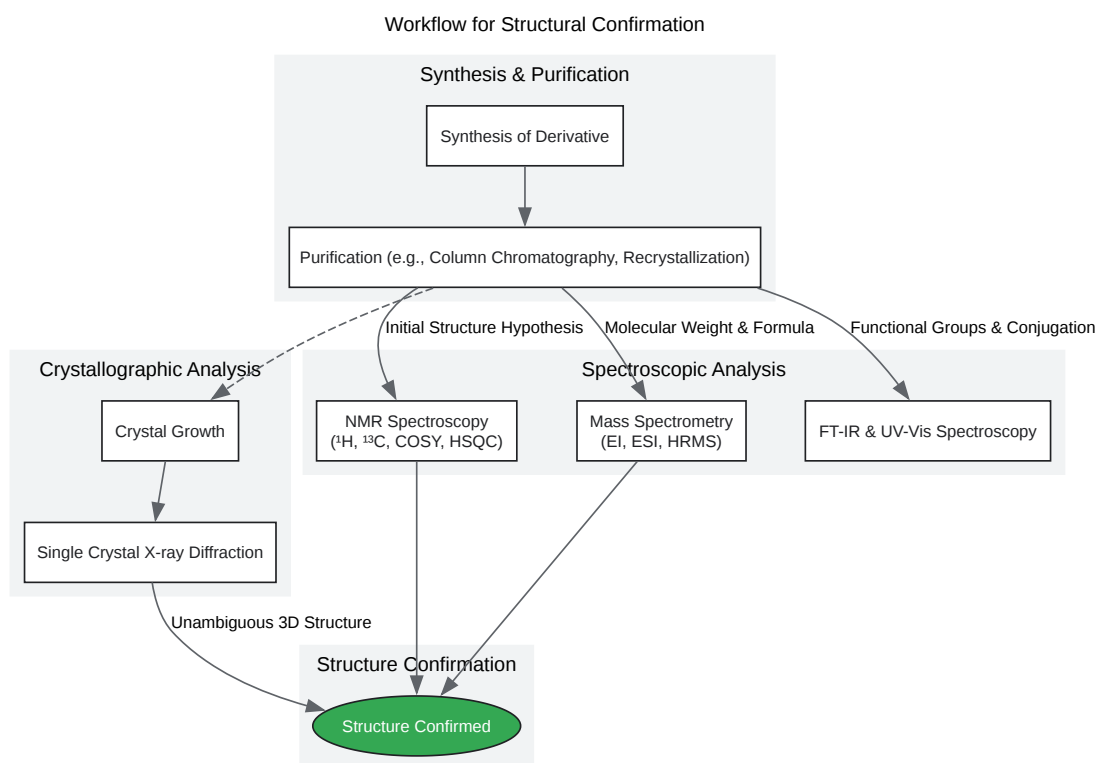 Workflow for Structural Confirmation
Synthesis & Purification
Synthesis of Derivative
Purification (e.g., Column Chromatography, Recrystallization)
Initial Structure Hypothesis
Molecular Weight & Formula
Functional Groups & Conjugation
Crystallographic Analysis
Spectroscopic Analysis
Crystal Growth
NMR Spectroscopy
(¹H, ¹³C, COSY, HSQC)
Mass Spectrometry
(EI, ESI, HRMS)
FT-IR & UV-Vis Spectroscopy
Single Crystal X-ray Diffraction
Unambiguous 3D Structure
Structure Confirmation
Structure Confirmed